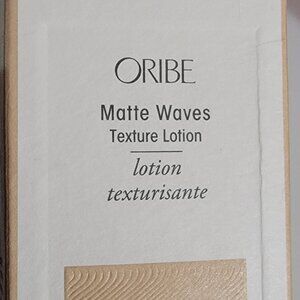 ORIBE
Matte Waves
Texture Lotion
lotion
texturisante